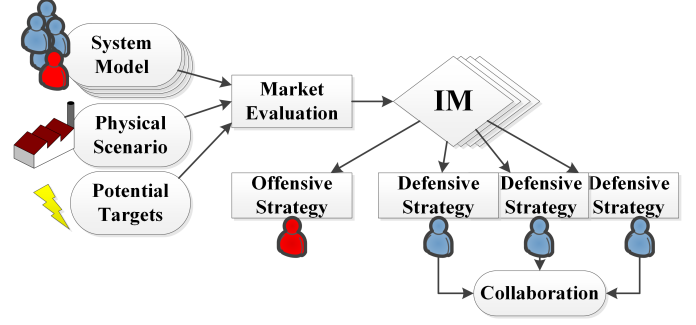 System
Model
Market
Evaluation
IM
Physical
Scenario
Potential
Targets
Offensive
Strategy
Defensive
Strategy
Defensive
Strategy
Defensive
Strategy
Collaboration